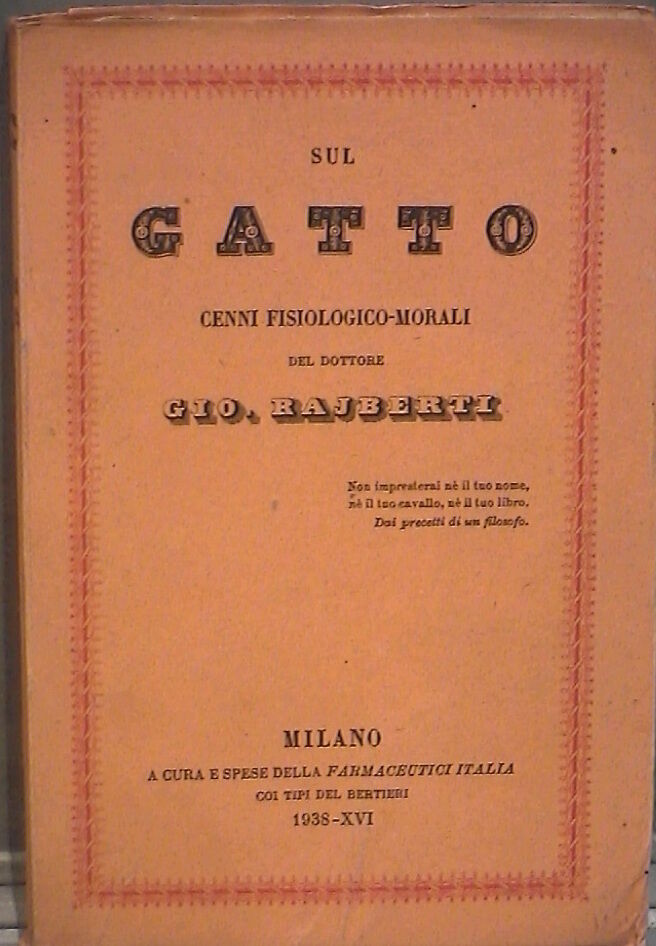 SUL
GATTO
CENNI FISIOLOGICO-MORALI
DEL DOTTORE
GIO. RAJBERTI
Non impresterai nè il tuo nome,
nè il tuo cavallo, nè il tuo libro.
Dai precetti di un filosofo.
MILANO
A CURA E SPESE DELLA FARMACEUTICI ITALIA
COI TIPI DEL BERTIERI
1938-XVI